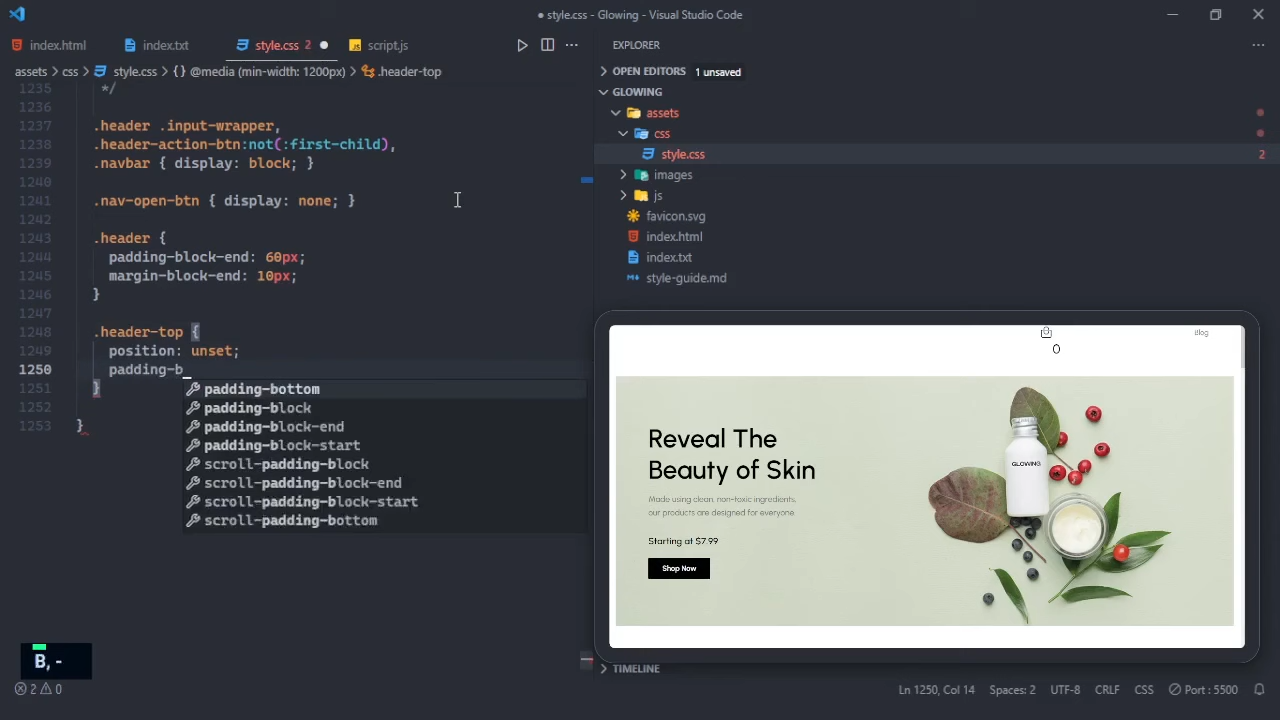 ● style.css - Glowing - Visual Studio Code
index.html
index.txt
style.css 2
script.js
assets > css > style.css > {} @media (min-width: 1200px) > .header-top
1235 */
1236
1237 .header .input-wrapper,
1238 .header-action-btn:not(:first-child),
1239 .navbar { display: block; }
1240
1241 .nav-open-btn { display: none; }
1242
1243 .header {
1244 padding-block-end: 60px;
1245 margin-block-end: 10px;
1246 }
1247
1248 .header-top {
1249 position: unset;
1250 padding-b
1251 }
1252
1253 }
padding-bottom
padding-block
padding-block-end
padding-block-start
scroll-padding-block
scroll-padding-block-end
scroll-padding-block-start
scroll-padding-bottom
EXPLORER
OPEN EDITORS 1 unsaved
GLOWING
assets
css
style.css 2
images
js
favicon.svg
index.html
index.txt
style-guide.md
Blog
0
Reveal The
Beauty of Skin
Made using clean, non-toxic ingredients,
our products are designed for everyone.
Starting at $7.99
Shop Now
GLOWING
TIMELINE
B, -
2 0
Ln 1250, Col 14
Spaces: 2
UTF-8
CRLF
CSS
Port : 5500